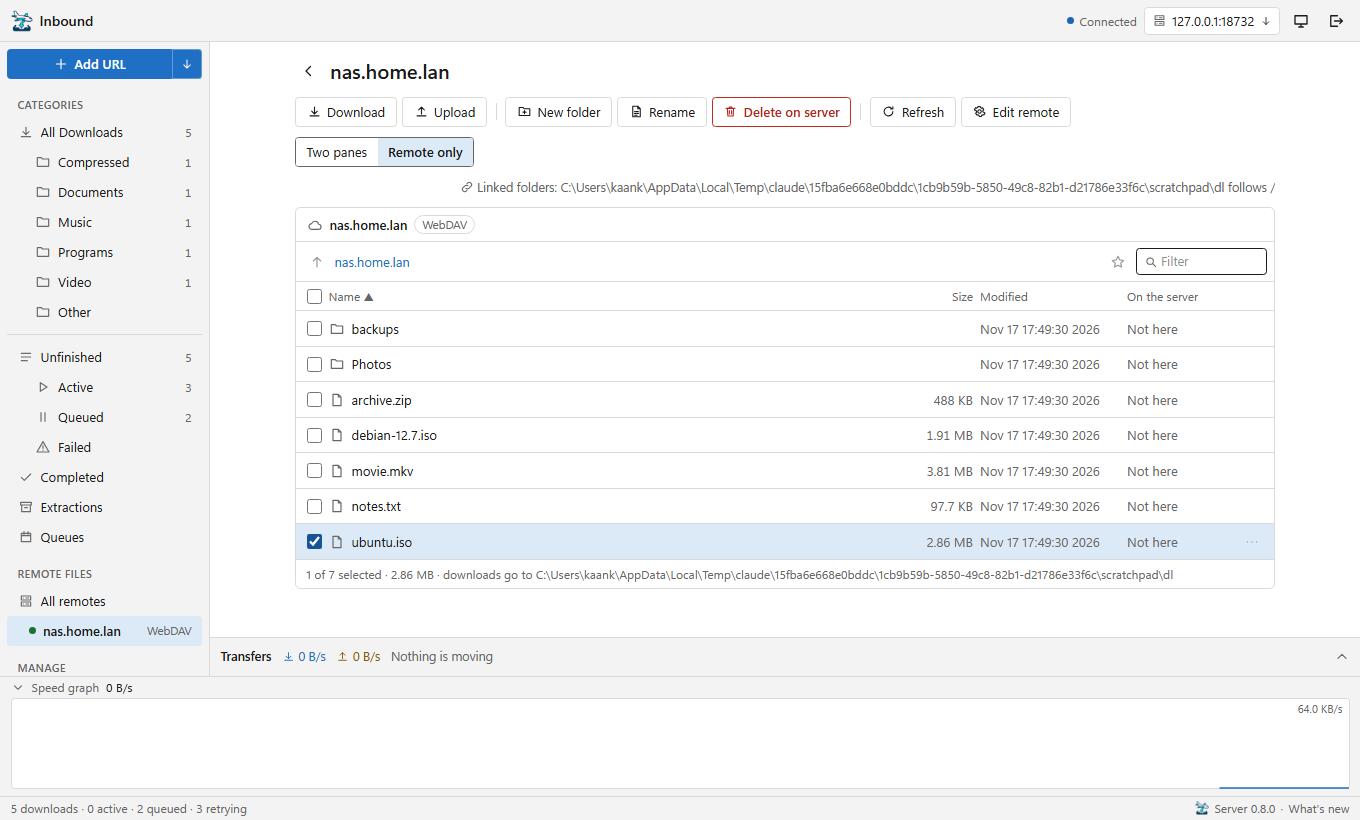 Inbound
Connected
127.0.0.1:18732
Add URL
CATEGORIES
All Downloads 5
Compressed 1
Documents 1
Music 1
Programs 1
Video 1
Other
Unfinished 5
Active 3
Queued 2
Failed
Completed
Extractions
Queues
REMOTE FILES
All remotes
nas.home.lan WebDAV
MANAGE
nas.home.lan
Download Upload New folder Rename Delete on server Refresh Edit remote
Two panes Remote only
Linked folders: C:\Users\kaank\AppData\Local\Temp\claude\15fba6e668e0bddc\1cb9b59b-5850-49c8-82b1-d21786e33f6c\scratchpad\dl follows /
nas.home.lan WebDAV
nas.home.lan Filter
Name ▲ Size Modified On the server
backups Nov 17 17:49:30 2026 Not here
Photos Nov 17 17:49:30 2026 Not here
archive.zip 488 KB Nov 17 17:49:30 2026 Not here
debian-12.7.iso 1.91 MB Nov 17 17:49:30 2026 Not here
movie.mkv 3.81 MB Nov 17 17:49:30 2026 Not here
notes.txt 97.7 KB Nov 17 17:49:30 2026 Not here
ubuntu.iso 2.86 MB Nov 17 17:49:30 2026 Not here ···
1 of 7 selected · 2.86 MB · downloads go to C:\Users\kaank\AppData\Local\Temp\claude\15fba6e668e0bddc\1cb9b59b-5850-49c8-82b1-d21786e33f6c\scratchpad\dl
Transfers 0 B/s 0 B/s Nothing is moving
Speed graph 0 B/s
64.0 KB/s
5 downloads · 0 active · 2 queued · 3 retrying
Server 0.8.0 · What's new